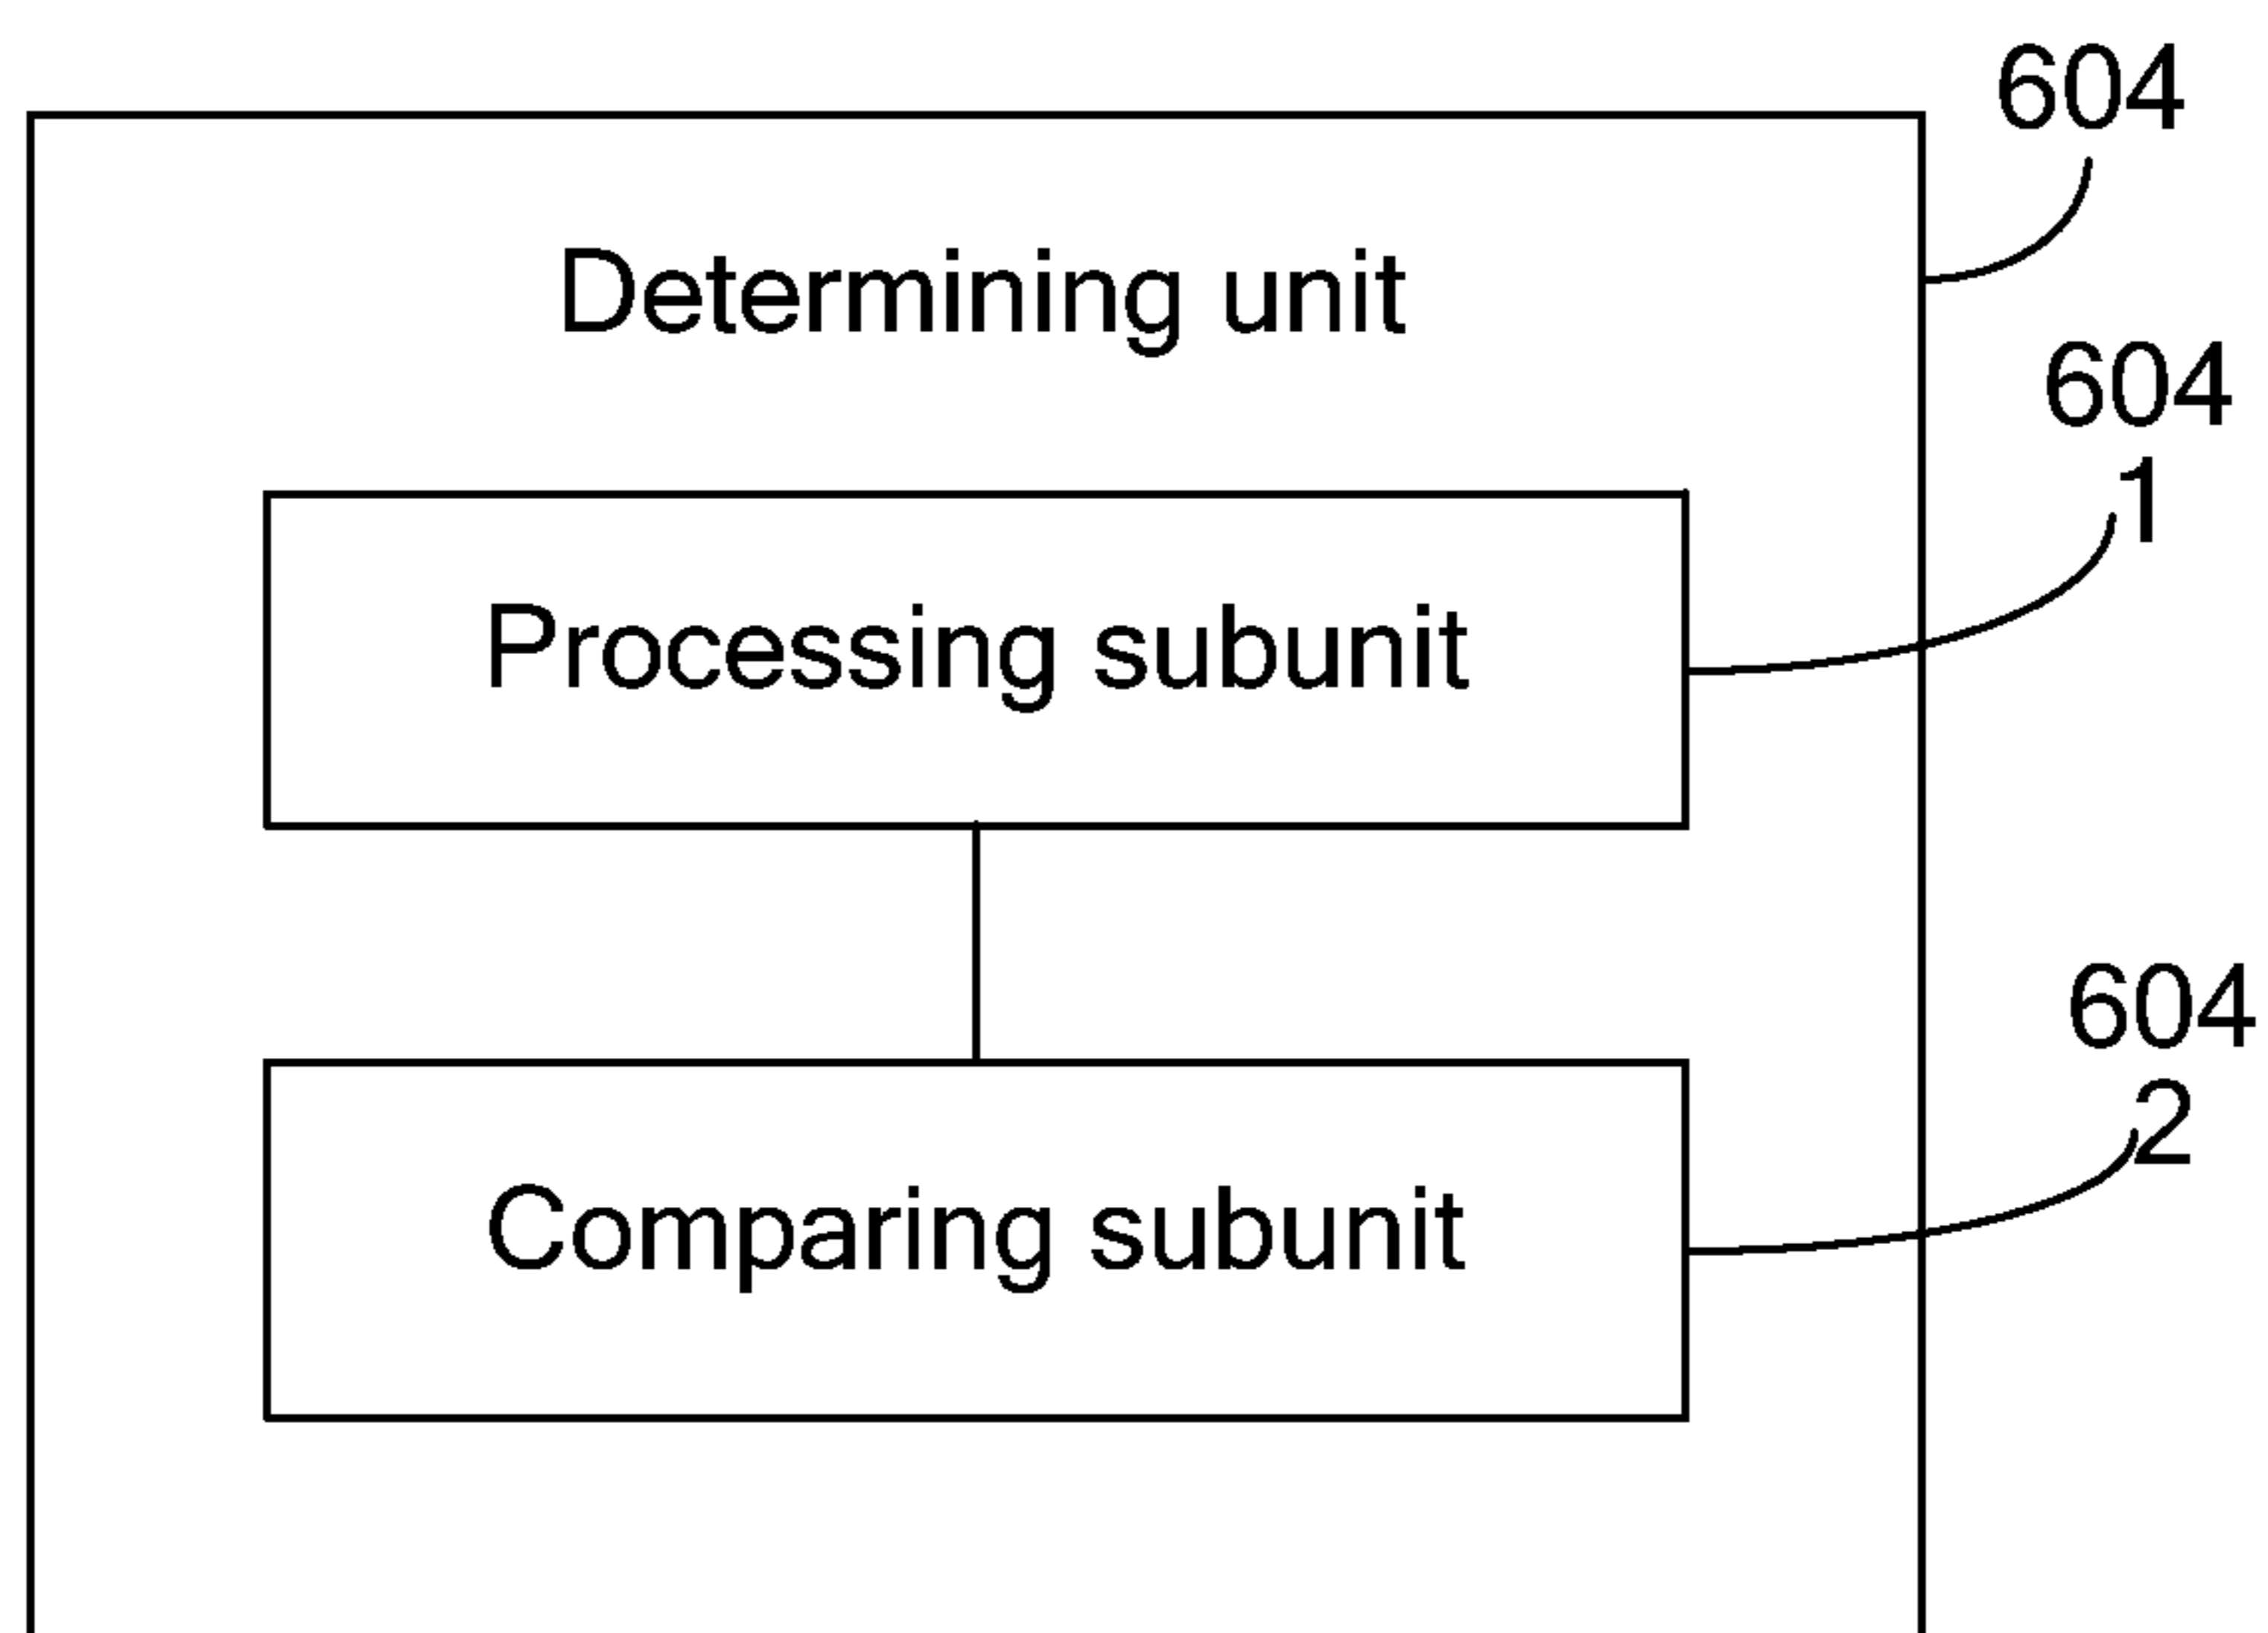 604
Determining unit
604
1
Processing subunit
604
2
Comparing subunit